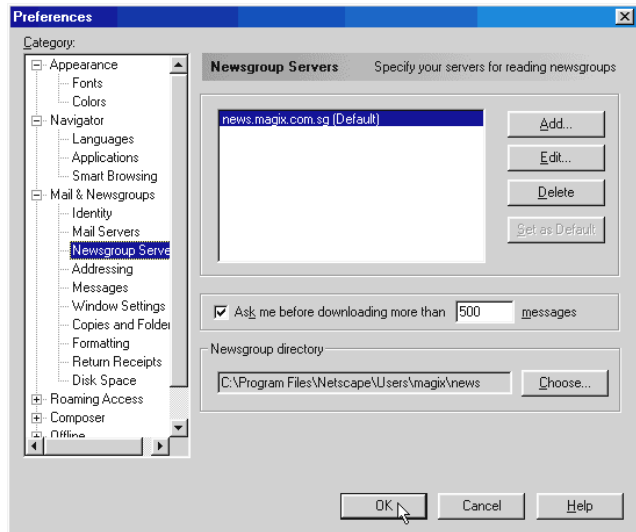 Preferences
Category:
Appearance
Fonts
Colors
Navigator
Languages
Applications
Smart Browsing
Mail & Newsgroups
Identity
Mail Servers
Newsgroup Serve
Addressing
Messages
Window Settings
Copies and Folder
Formatting
Return Receipts
Disk Space
Roaming Access
Composer
Offline
Newsgroup Servers Specify your servers for reading newsgroups
news.magix.com.sg (Default)
Add...
Edit...
Delete
Set as Default
Ask me before downloading more than 500 messages
Newsgroup directory
C:\Program Files\Netscape\Users\magix\news Choose...
OK Cancel Help